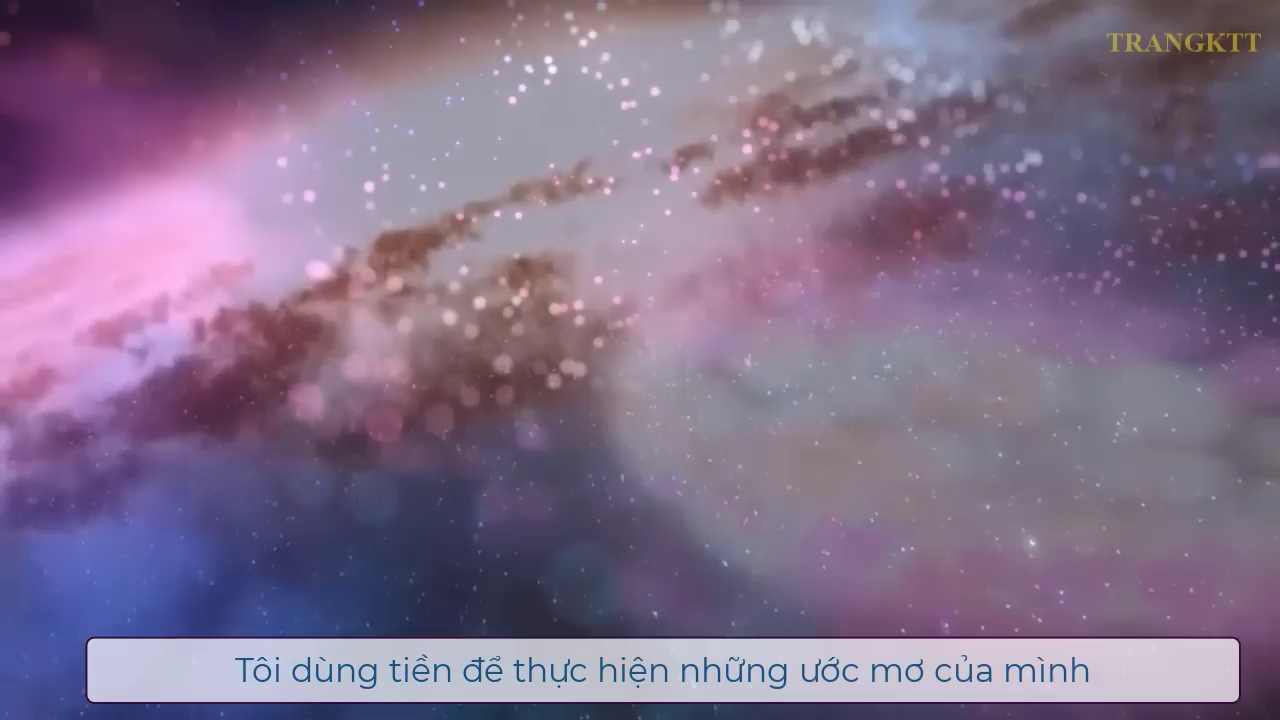 TRANGKTT
Tôi dùng tiền để thực hiện những ước mơ của mình